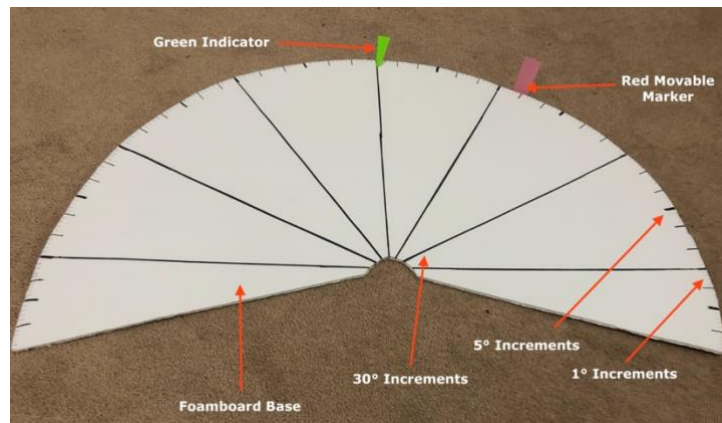 Green Indicator
Red Movable
Marker
5° Increments
1° Increments
30° Increments
Foamboard Base